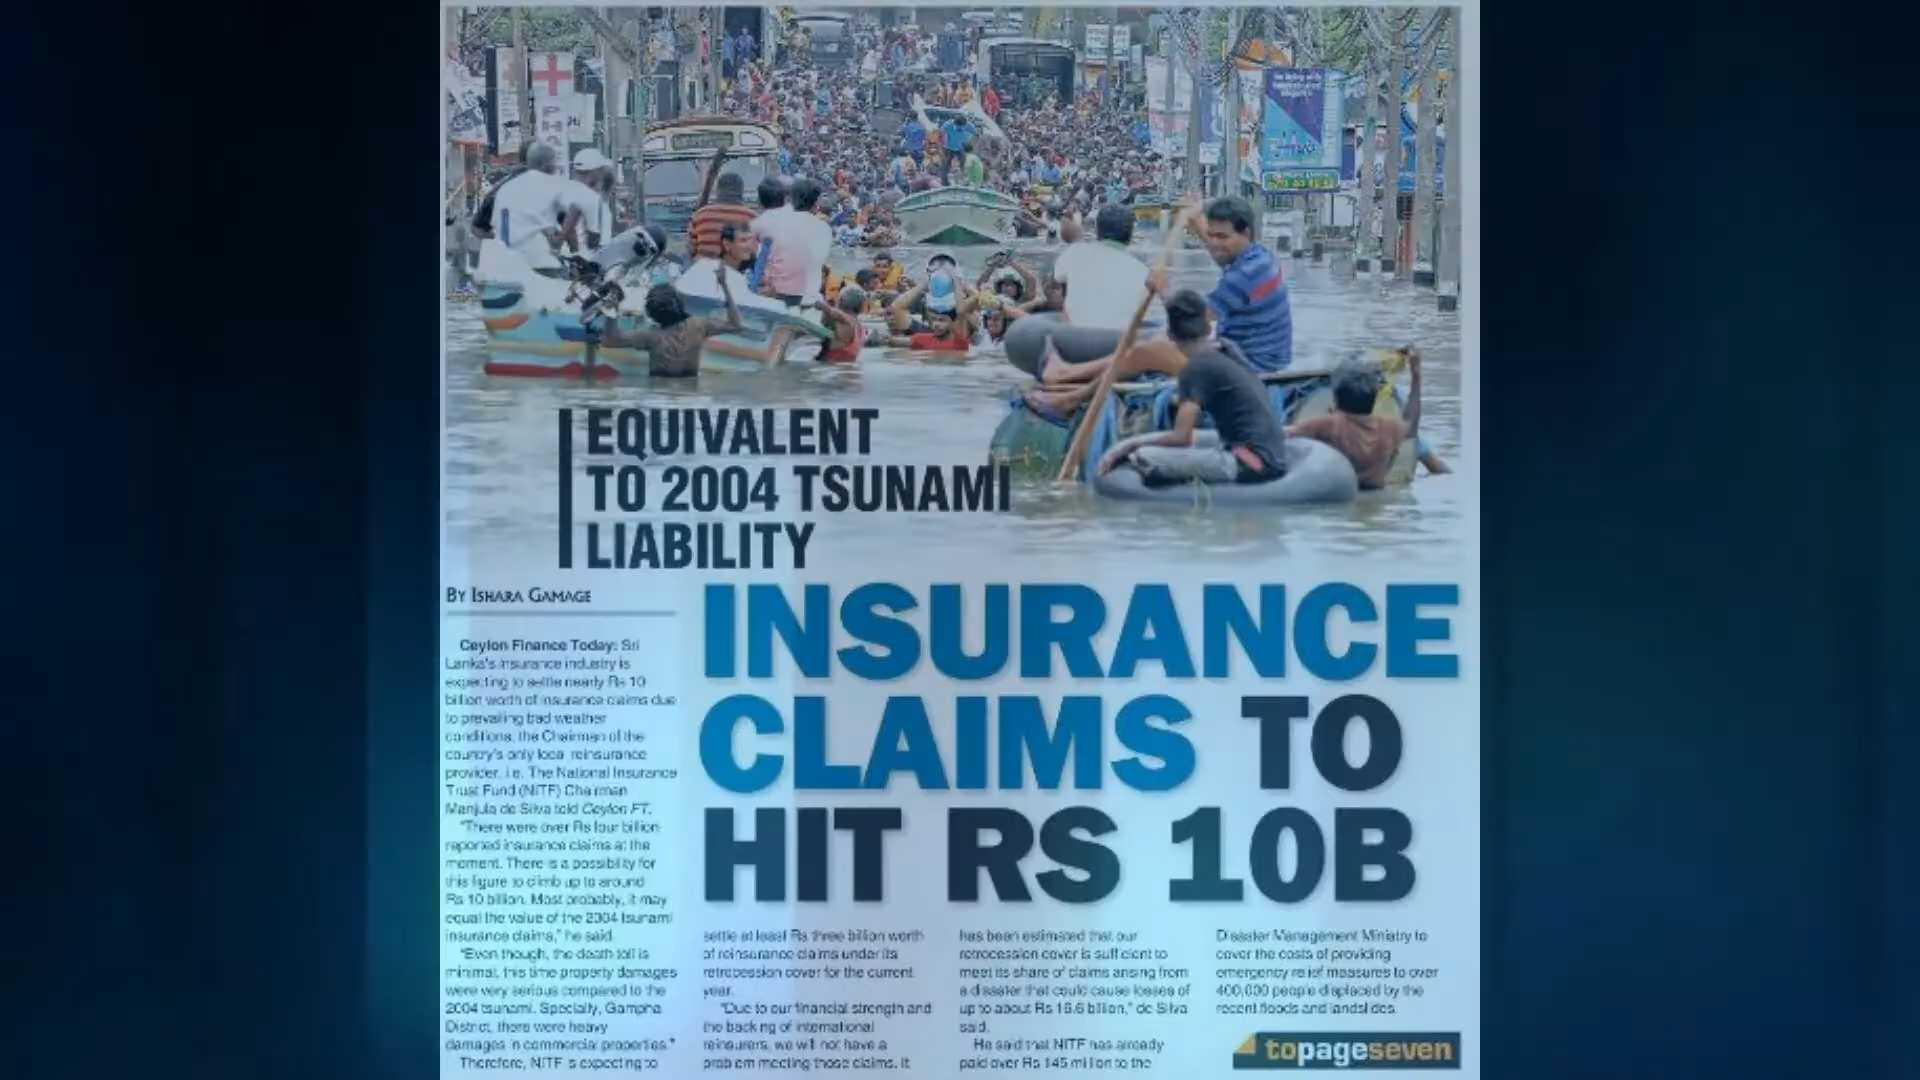 EQUIVALENT
TO 2004 TSUNAMI
LIABILITY
BY ISHARA GAMAGE
INSURANCE
CLAIMS TO
HIT RS 10B
Ceylon Finance Today: Sri
Lanka's insurance industry is
expecting to settle nearly Rs 10
billion worth of insurance claims due
to prevailing bad weather
conditions, the Chairman of the
country's only local reinsurance
provider, i.e. The National Insurance
Trust Fund (NITF) Chairman
Manjula de Silva told Ceylon FT.
"There were over Rs four billion
reported insurance claims at the
moment. There is a possibility for
this figure to climb up to around
Rs 10 billion. Most probably, it may
equal the value of the 2004 tsunami
insurance claims," he said.
"Even though, the death toll is
minimal, this time property damages
were very serious compared to the
2004 tsunami. Specially, Gampha
District, there were heavy
damages in commercial properties."
Therefore, NITF is expecting to
settle at least Rs three billion worth
of reinsurance claims under its
retrocession cover for the current
year.
"Due to our financial strength and
the backing of international
reinsurers, we will not have a
problem meeting those claims. It
has been estimated that our
retrocession cover is sufficient to
meet its share of claims arising from
a disaster that could cause losses of
up to about Rs 16.6 billion," de Silva
said.
He said that NITF has already
paid over Rs 145 million to the
Disaster Management Ministry to
cover the costs of providing
emergency relief measures to over
400,000 people displaced by the
recent floods and landslides.
topageseven